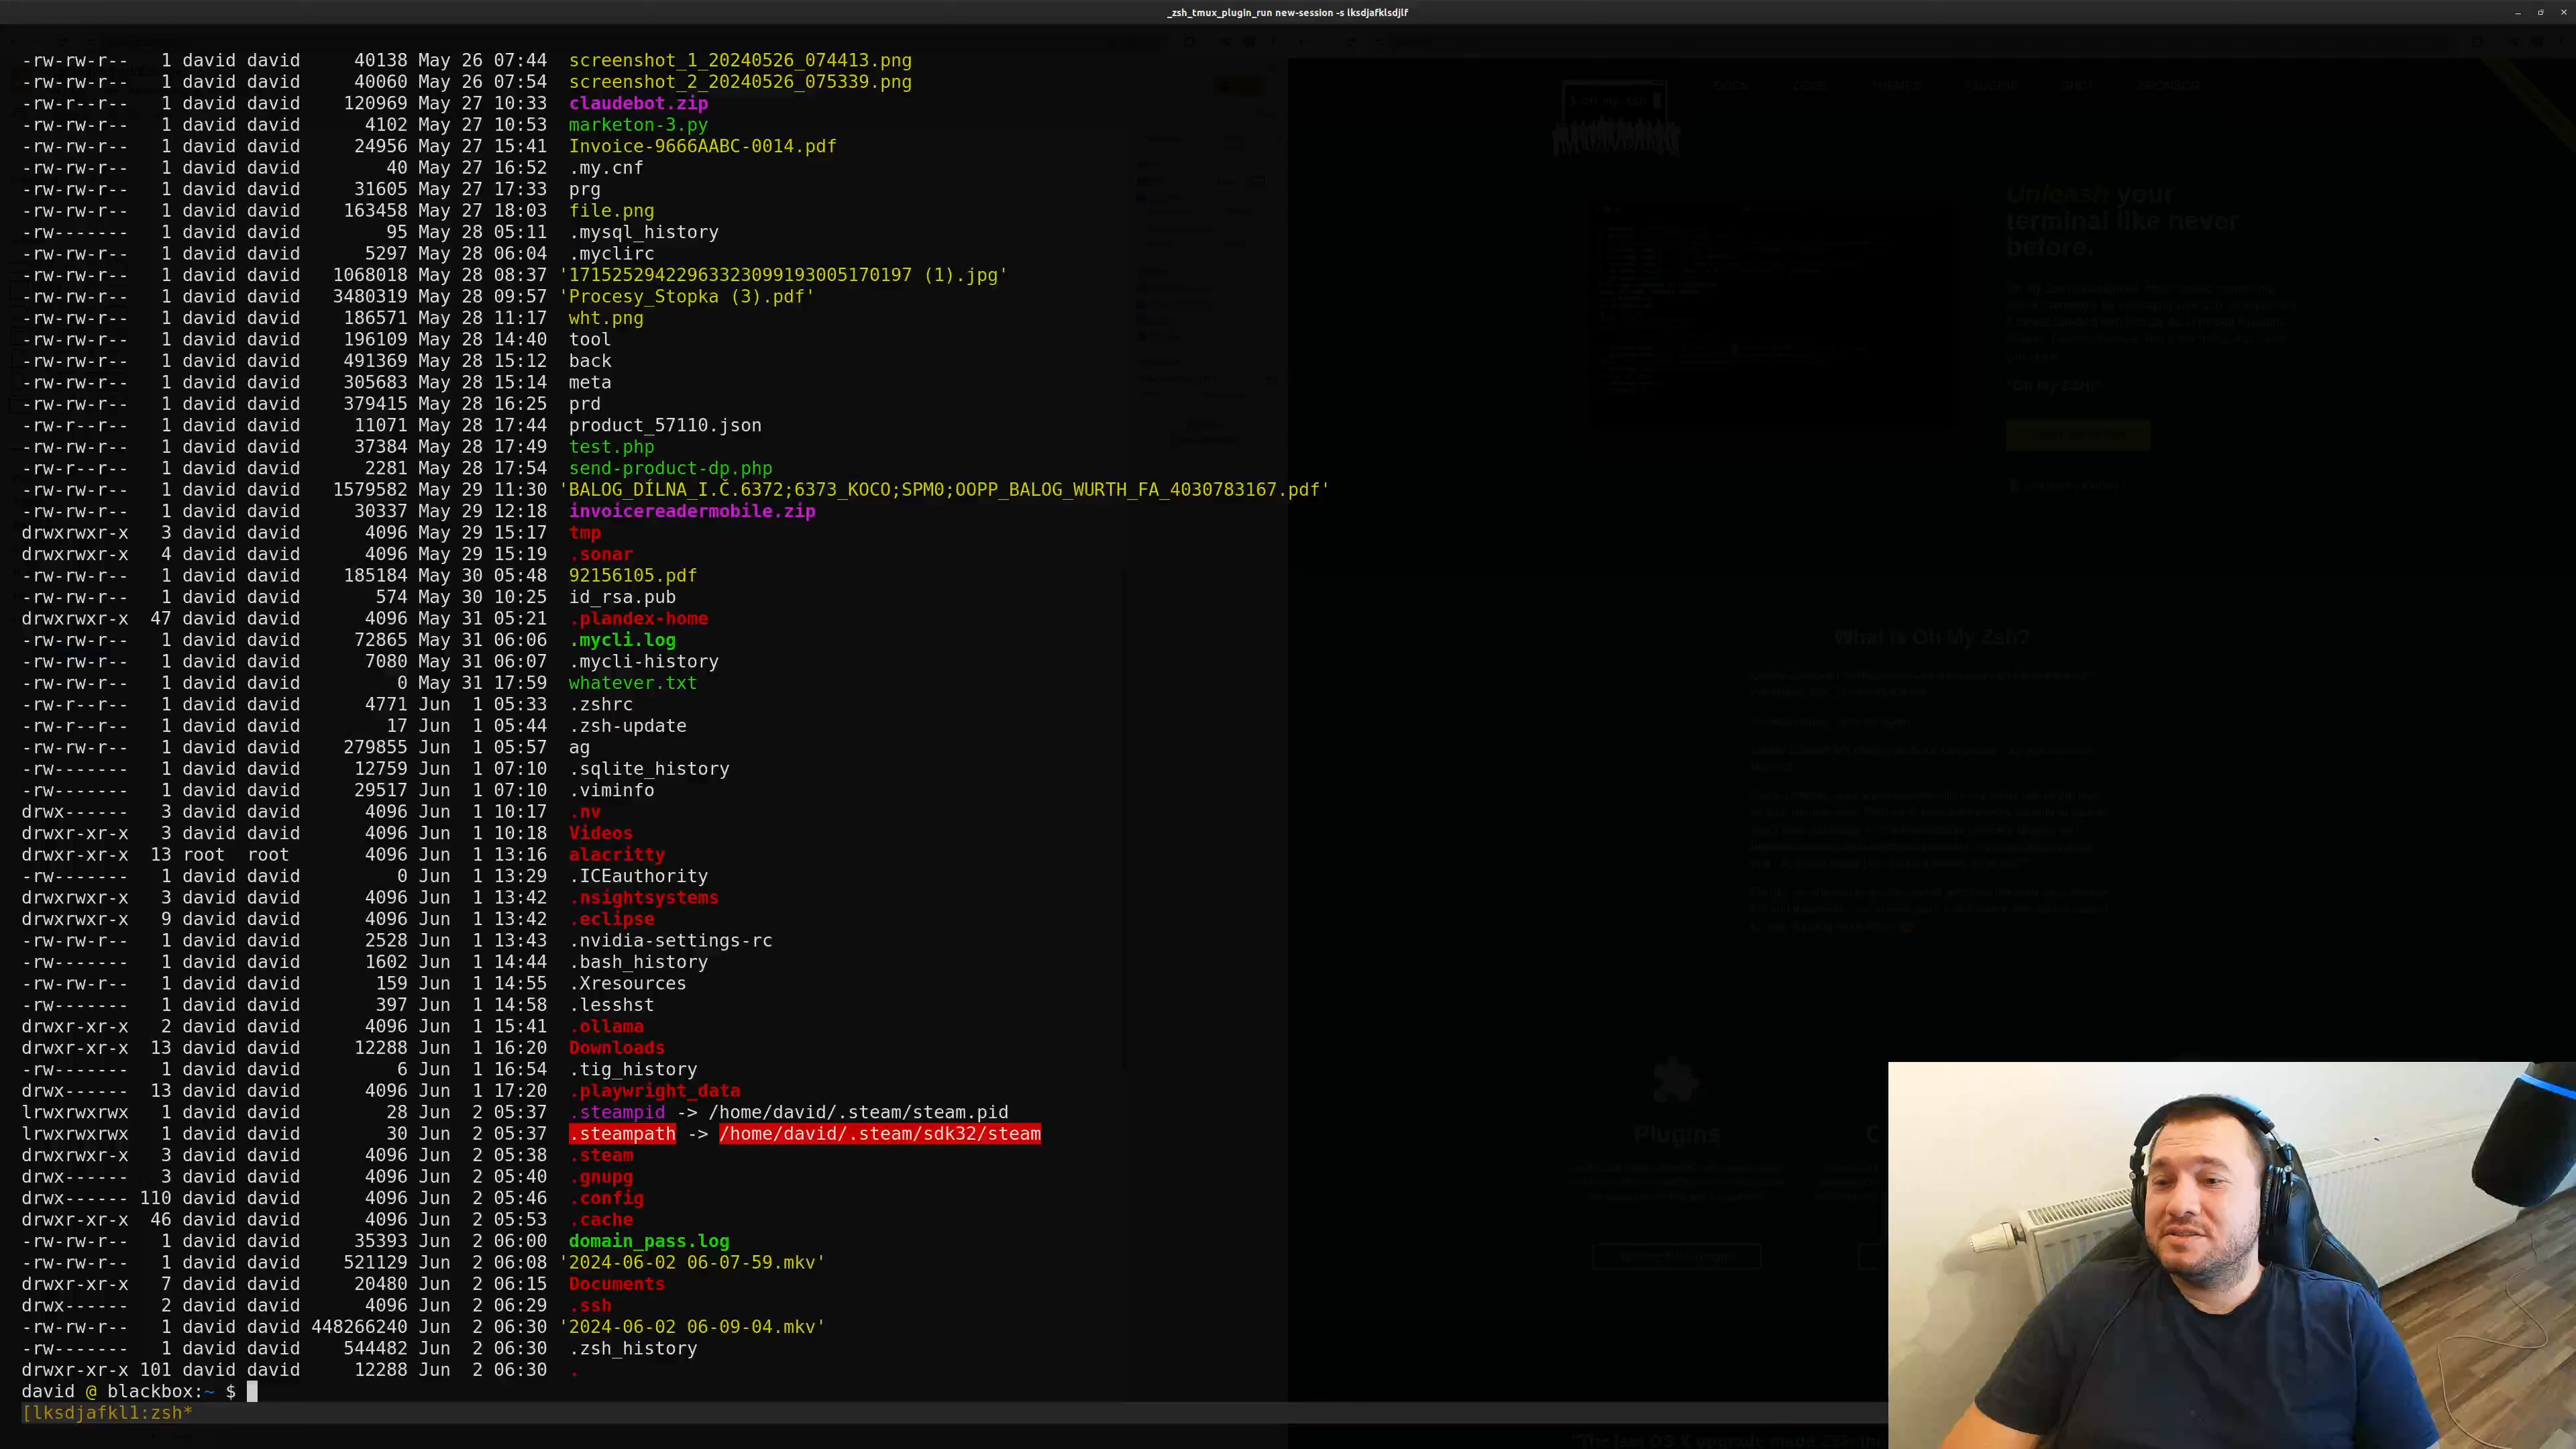 _zsh_tmux_plugin_run new-session -s lksdjafklsdjlf
-rw-rw-r-- 1 david david 40138 May 26 07:44 screenshot_1_20240526_074413.png
-rw-rw-r-- 1 david david 40060 May 26 07:54 screenshot_2_20240526_075339.png
-rw-r--r-- 1 david david 120969 May 27 10:33 claudebot.zip
-rw-rw-r-- 1 david david 4102 May 27 10:53 marketon-3.py
-rw-rw-r-- 1 david david 24956 May 27 15:41 Invoice-9666AABC-0014.pdf
-rw-rw-r-- 1 david david 40 May 27 16:52 .my.cnf
-rw-rw-r-- 1 david david 31605 May 27 17:33 prg
-rw-rw-r-- 1 david david 163458 May 27 18:03 file.png
-rw------- 1 david david 95 May 28 05:11 .mysql_history
-rw-rw-r-- 1 david david 5297 May 28 06:04 .myclirc
-rw-rw-r-- 1 david david 1068018 May 28 08:37 '17152529422963323099193005170197 (1).jpg'
-rw-rw-r-- 1 david david 3480319 May 28 09:57 'Procesy_Stopka (3).pdf'
-rw-rw-r-- 1 david david 186571 May 28 11:17 wht.png
-rw-rw-r-- 1 david david 196109 May 28 14:40 tool
-rw-rw-r-- 1 david david 491369 May 28 15:12 back
-rw-rw-r-- 1 david david 305683 May 28 15:14 meta
-rw-rw-r-- 1 david david 379415 May 28 16:25 prd
-rw-r--r-- 1 david david 11071 May 28 17:44 product_57110.json
-rw-rw-r-- 1 david david 37384 May 28 17:49 test.php
-rw-r--r-- 1 david david 2281 May 28 17:54 send-product-dp.php
-rw-rw-r-- 1 david david 1579582 May 29 11:30 'BALOG_DÍLNA_I.Č.6372;6373_KOCO;SPM0;OOPP_BALOG_WURTH_FA_4030783167.pdf'
-rw-rw-r-- 1 david david 30337 May 29 12:18 invoicereadermobile.zip
drwxrwxr-x 3 david david 4096 May 29 15:17 tmp
drwxrwxr-x 4 david david 4096 May 29 15:19 .sonar
-rw-rw-r-- 1 david david 185184 May 30 05:48 92156105.pdf
-rw-rw-r-- 1 david david 574 May 30 10:25 id_rsa.pub
drwxrwxr-x 47 david david 4096 May 31 05:21 .plandex-home
-rw-rw-r-- 1 david david 72865 May 31 06:06 .mycli.log
-rw-rw-r-- 1 david david 7080 May 31 06:07 .mycli-history
-rw-rw-r-- 1 david david 0 May 31 17:59 whatever.txt
-rw-r--r-- 1 david david 4771 Jun 1 05:33 .zshrc
-rw-r--r-- 1 david david 17 Jun 1 05:44 .zsh-update
-rw-rw-r-- 1 david david 279855 Jun 1 05:57 ag
-rw------- 1 david david 12759 Jun 1 07:10 .sqlite_history
-rw------- 1 david david 29517 Jun 1 07:10 .viminfo
drwx------ 3 david david 4096 Jun 1 10:17 .nv
drwxr-xr-x 3 david david 4096 Jun 1 10:18 Videos
drwxr-xr-x 13 root root 4096 Jun 1 13:16 alacritty
-rw------- 1 david david 0 Jun 1 13:29 .ICEauthority
drwxrwxr-x 3 david david 4096 Jun 1 13:42 .nsightsystems
drwxrwxr-x 9 david david 4096 Jun 1 13:42 .eclipse
-rw-rw-r-- 1 david david 2528 Jun 1 13:43 .nvidia-settings-rc
-rw------- 1 david david 1602 Jun 1 14:44 .bash_history
-rw-rw-r-- 1 david david 159 Jun 1 14:55 .Xresources
-rw------- 1 david david 397 Jun 1 14:58 .lesshst
drwxr-xr-x 2 david david 4096 Jun 1 15:41 .ollama
drwxr-xr-x 13 david david 12288 Jun 1 16:20 Downloads
-rw------- 1 david david 6 Jun 1 16:54 .tig_history
drwx------ 13 david david 4096 Jun 1 17:20 .playwright_data
lrwxrwxrwx 1 david david 28 Jun 2 05:37 .steampid -> /home/david/.steam/steam.pid
lrwxrwxrwx 1 david david 30 Jun 2 05:37 .steampath -> /home/david/.steam/sdk32/steam
drwxrwxr-x 3 david david 4096 Jun 2 05:38 .steam
drwx------ 3 david david 4096 Jun 2 05:40 .gnupg
drwx------ 110 david david 4096 Jun 2 05:46 .config
drwxr-xr-x 46 david david 4096 Jun 2 05:53 .cache
-rw-rw-r-- 1 david david 35393 Jun 2 06:00 domain_pass.log
-rw-rw-r-- 1 david david 521129 Jun 2 06:08 '2024-06-02 06-07-59.mkv'
drwxr-xr-x 7 david david 20480 Jun 2 06:15 Documents
drwx------ 2 david david 4096 Jun 2 06:29 .ssh
-rw-rw-r-- 1 david david 448266240 Jun 2 06:30 '2024-06-02 06-09-04.mkv'
-rw------- 1 david david 544482 Jun 2 06:30 .zsh_history
drwxr-xr-x 101 david david 12288 Jun 2 06:30 .
david @ blackbox:~ $
[lksdjafkl1:zsh*
Unleash your
terminal like never
before.
What is Oh My Zsh?
Plugins